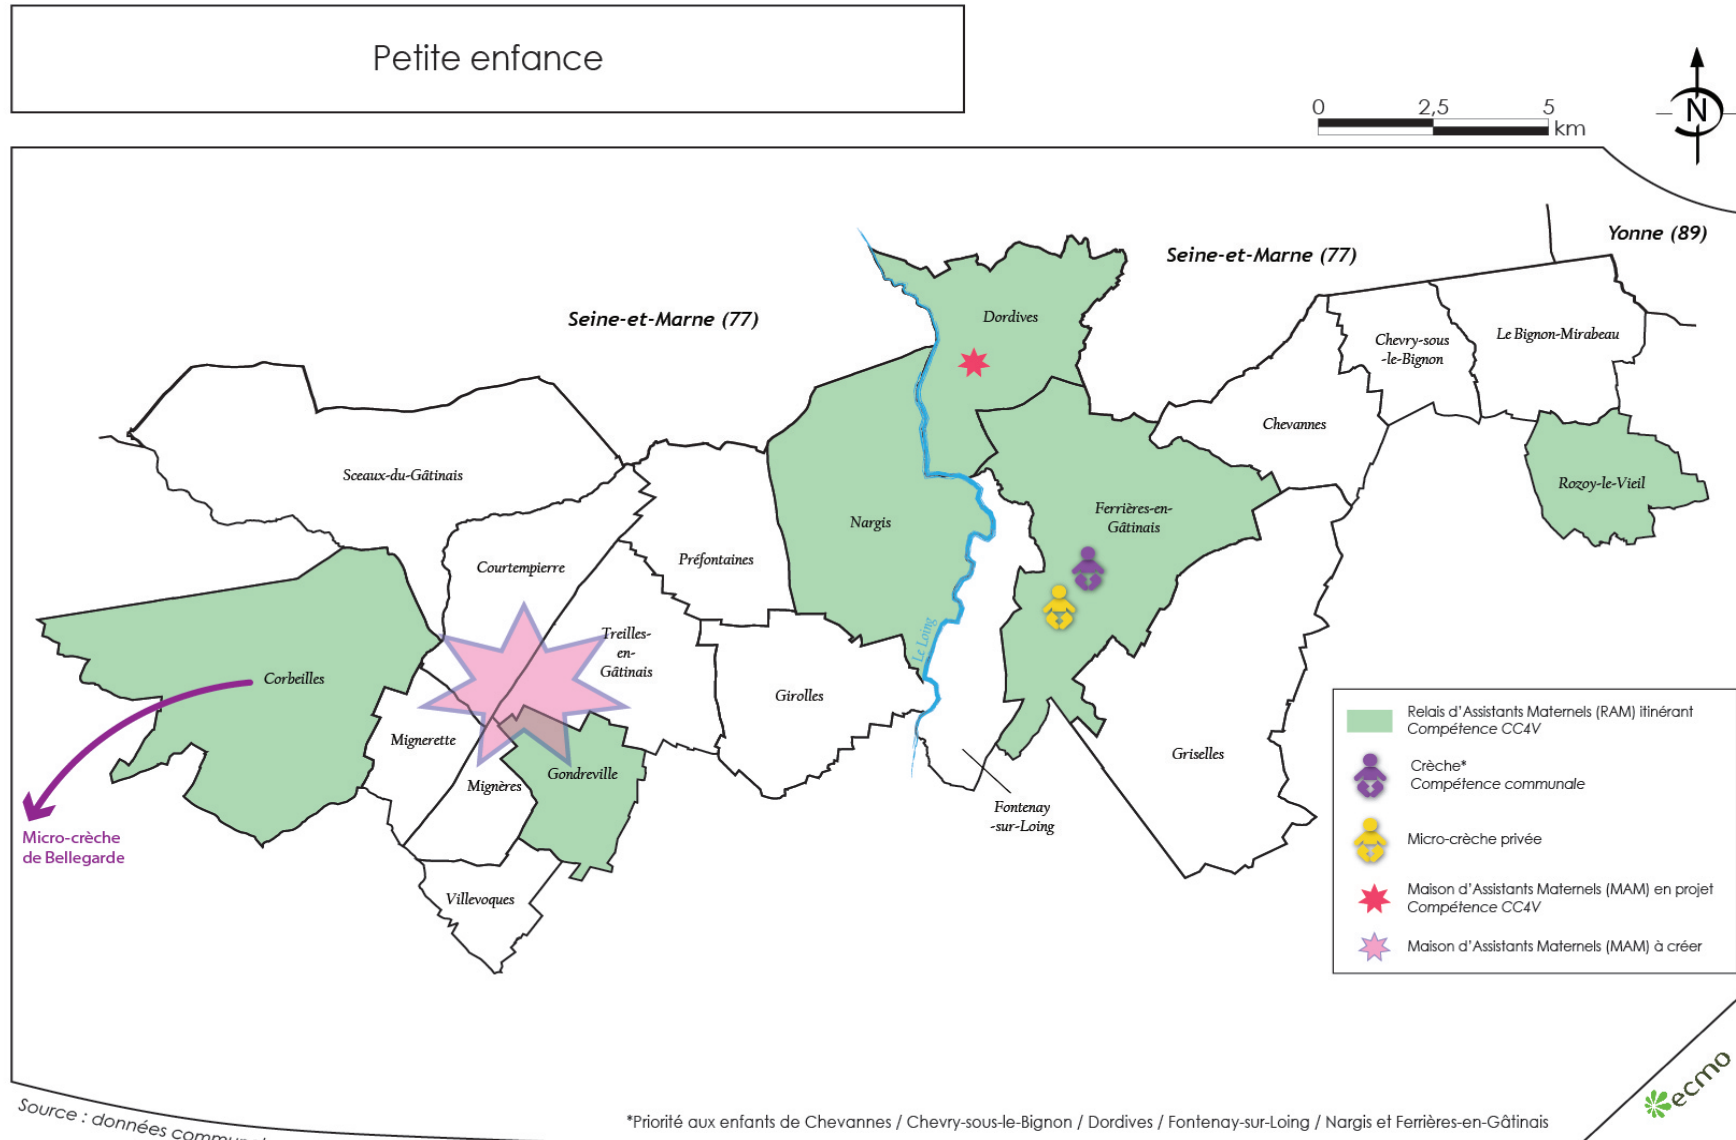 Petite enfance
0 2,5 5
km
N
Yonne (89)
Seine-et-Marne (77)
Seine-et-Marne (77)
Dordives
Le Bignon-Mirabeau
Chevry-sous
-le-Bignon
Chevannes
Sceaux-du-Gâtinais
Rozoy-le-Vieil
Nargis
Ferrières-en-
Gâtinais
Préfontaines
Courtempierre
Treilles-
en-
Gâtinais
Le Loing
Corbeilles
Girolles
Mignerette
Griselles
Gondreville
Mignères
Fontenay
-sur-Loing
Micro-crèche
de Bellegarde
Villevoques
Relais d'Assistants Maternels (RAM) itinérant
Compétence CC4V
Crèche*
Compétence communale
Micro-crèche privée
Maison d'Assistants Maternels (MAM) en projet
Compétence CC4V
Maison d'Assistants Maternels (MAM) à créer
ecmo
Source : données
*Priorité aux enfants de Chevannes / Chevry-sous-le-Bignon / Dordives / Fontenay-sur-Loing / Nargis et Ferrières-en-Gâtinais